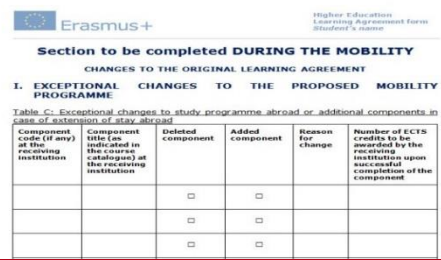 Erasmus+
Higher Education
Learning Agreement form
Student's name
Section to be completed DURING THE MOBILITY
CHANGES TO THE ORIGINAL LEARNING AGREEMENT
I. EXCEPTIONAL CHANGES TO THE PROPOSED MOBILITY
PROGRAMME
Table C: Exceptional changes to study programme abroad or additional components in
case of extension of stay abroad
Component
code (if any)
at the
receiving
institution
Component
title (as
indicated in
the course
catalogue) at
the receiving
institution
Deleted
component
Added
component
Reason
for
change
Number of ECTS
credits to be
awarded by the
receiving
institution upon
successful
completion of the
component